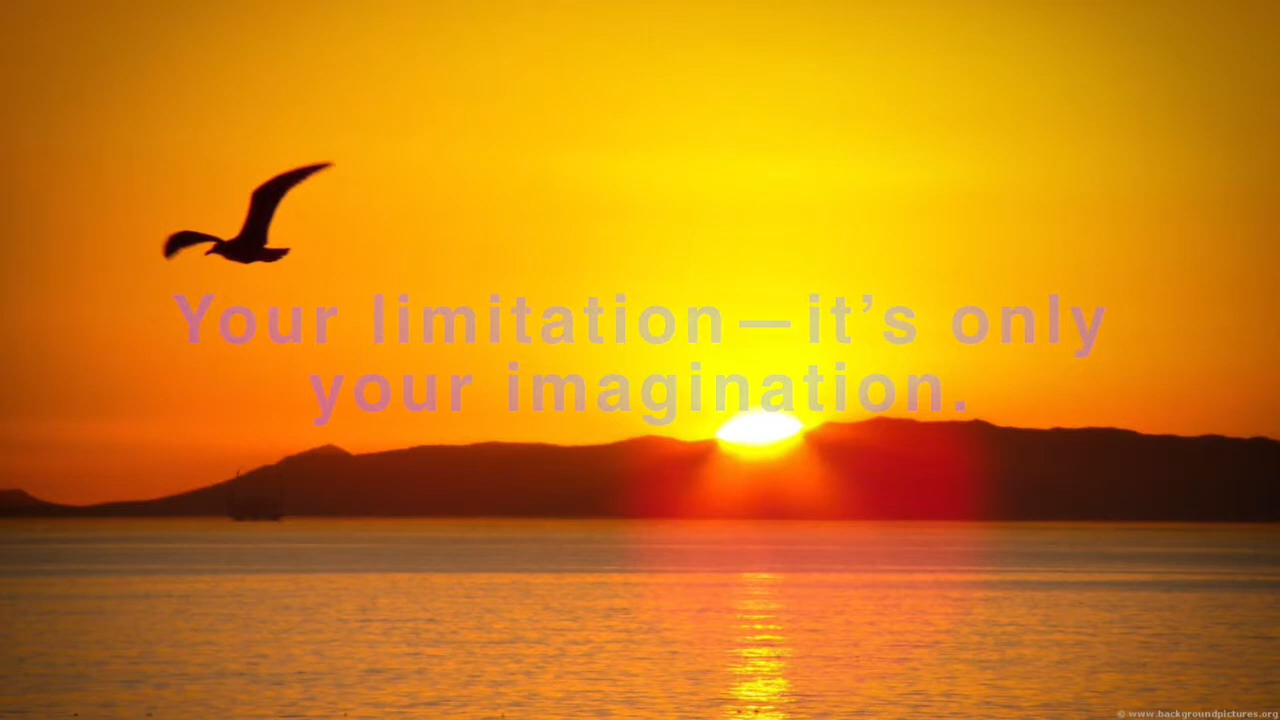 Your limitation—it’s only
your imagination.
© www.backgroundpictures.org